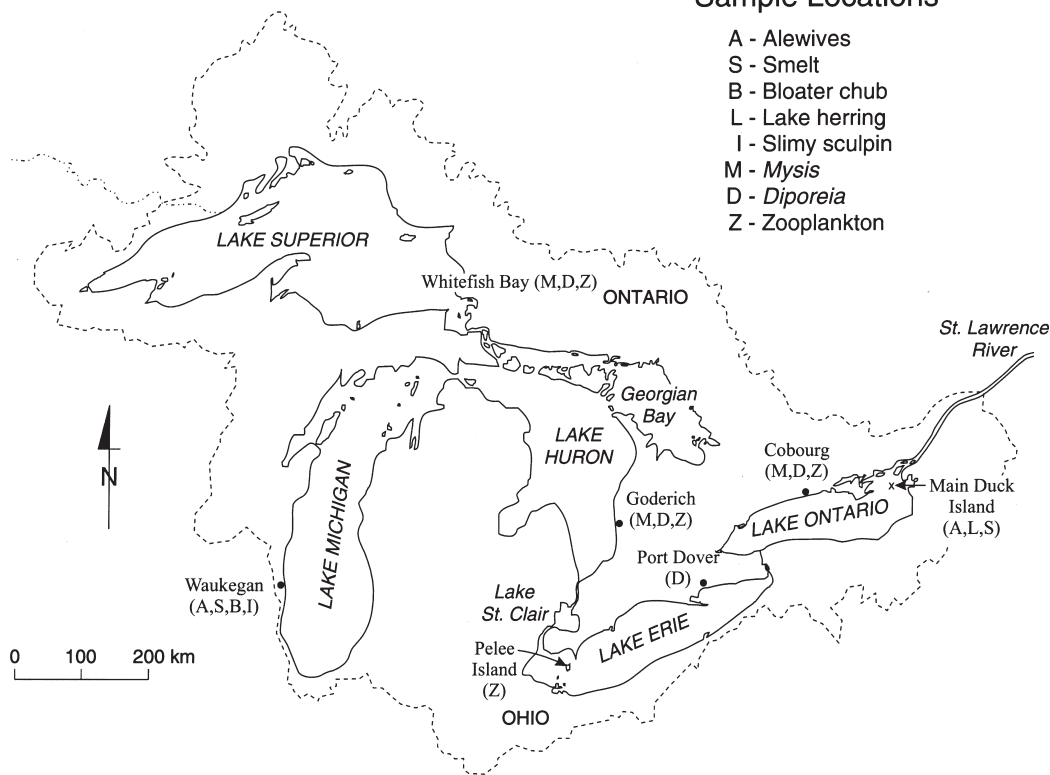 Sample Locations
A - Alewives
S - Smelt
B - Bloater chub
L - Lake herring
I - Slimy sculpin
M - Mysis
D - Diporeia
Z - Zooplankton
LAKE SUPERIOR
Whitefish Bay (M,D,Z)
ONTARIO
St. Lawrence
River
Georgian
Bay
LAKE
HURON
Cobourg
(M,D,Z)
N
Main Duck
Island
(A,L,S)
LAKE MICHIGAN
Goderich
(M,D,Z)
LAKE ONTARIO
Port Dover
(D)
Waukegan
(A,S,B,I)
Lake
St. Clair
LAKE ERIE
Pelee
Island
(Z)
0 100 200 km
OHIO